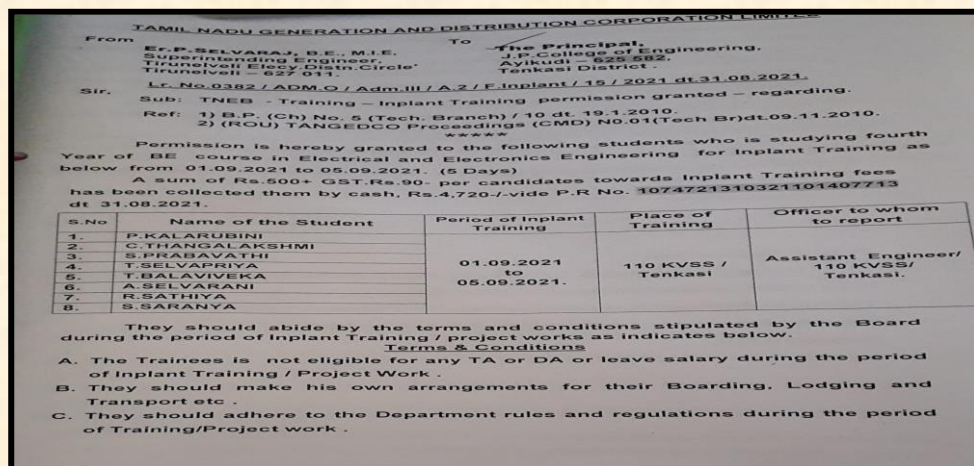 TAMIL NADU GENERATION AND DISTRIBUTION CORPORATION LIMITED
From To
Er.P.SELVARAJ, B.E., M.I.E, The Principal,
Superintending Engineer, J.P.College of Engineering,
Tirunelveli Elecy.Distn.Circle' Ayikudi – 625 582,
Tirunelveli – 627 011. Tenkasi District .
Lr. No.0382 / ADM.O / Adm.III / A.2 / F.Inplant / 15 / 2021 dt.31.08.2021.
Sir,
Sub: TNEB - Training – Inplant Training permission granted – regarding.
Ref: 1) B.P. (Ch) No. 5 (Tech. Branch) / 10 dt. 19.1.2010.
2) (ROU) TANGEDCO Proceedings (CMD) N0.01(Tech Br)dt.09.11.2010.
*****
Permission is hereby granted to the following students who is studying fourth
Year of BE course in Electrical and Electronics Engineering for Inplant Training as
below from 01.09.2021 to 05.09.2021. (5 Days)
A sum of Rs.500+ GST.Rs.90- per candidates towards Inplant Training fees
has been collected them by cash, Rs.4,720-/-vide P.R No. 1074721310321101407713
dt 31.08.2021.
S.No Name of the Student Period of Inplant Training Place of Training Officer to whom to report
1. P.KALARUBINI
2. C.THANGALAKSHMI
3. S.PRABAVATHI
4. T.SELVAPRIYA
5. T.BALAVIVEKA
6. A.SELVARANI
7. R.SATHIYA
8. S.SARANYA
01.09.2021
to
05.09.2021.
110 KVSS /
Tenkasi
Assistant Engineer/
110 KVSS/
Tenkasi.
They should abide by the terms and conditions stipulated by the Board
during the period of Inplant Training / project works as indicates below.
Terms & Conditions
A. The Trainees is not eligible for any TA or DA or leave salary during the period
of Inplant Training / Project Work .
B. They should make his own arrangements for their Boarding, Lodging and
Transport etc .
C. They should adhere to the Department rules and regulations during the period
of Training/Project work .